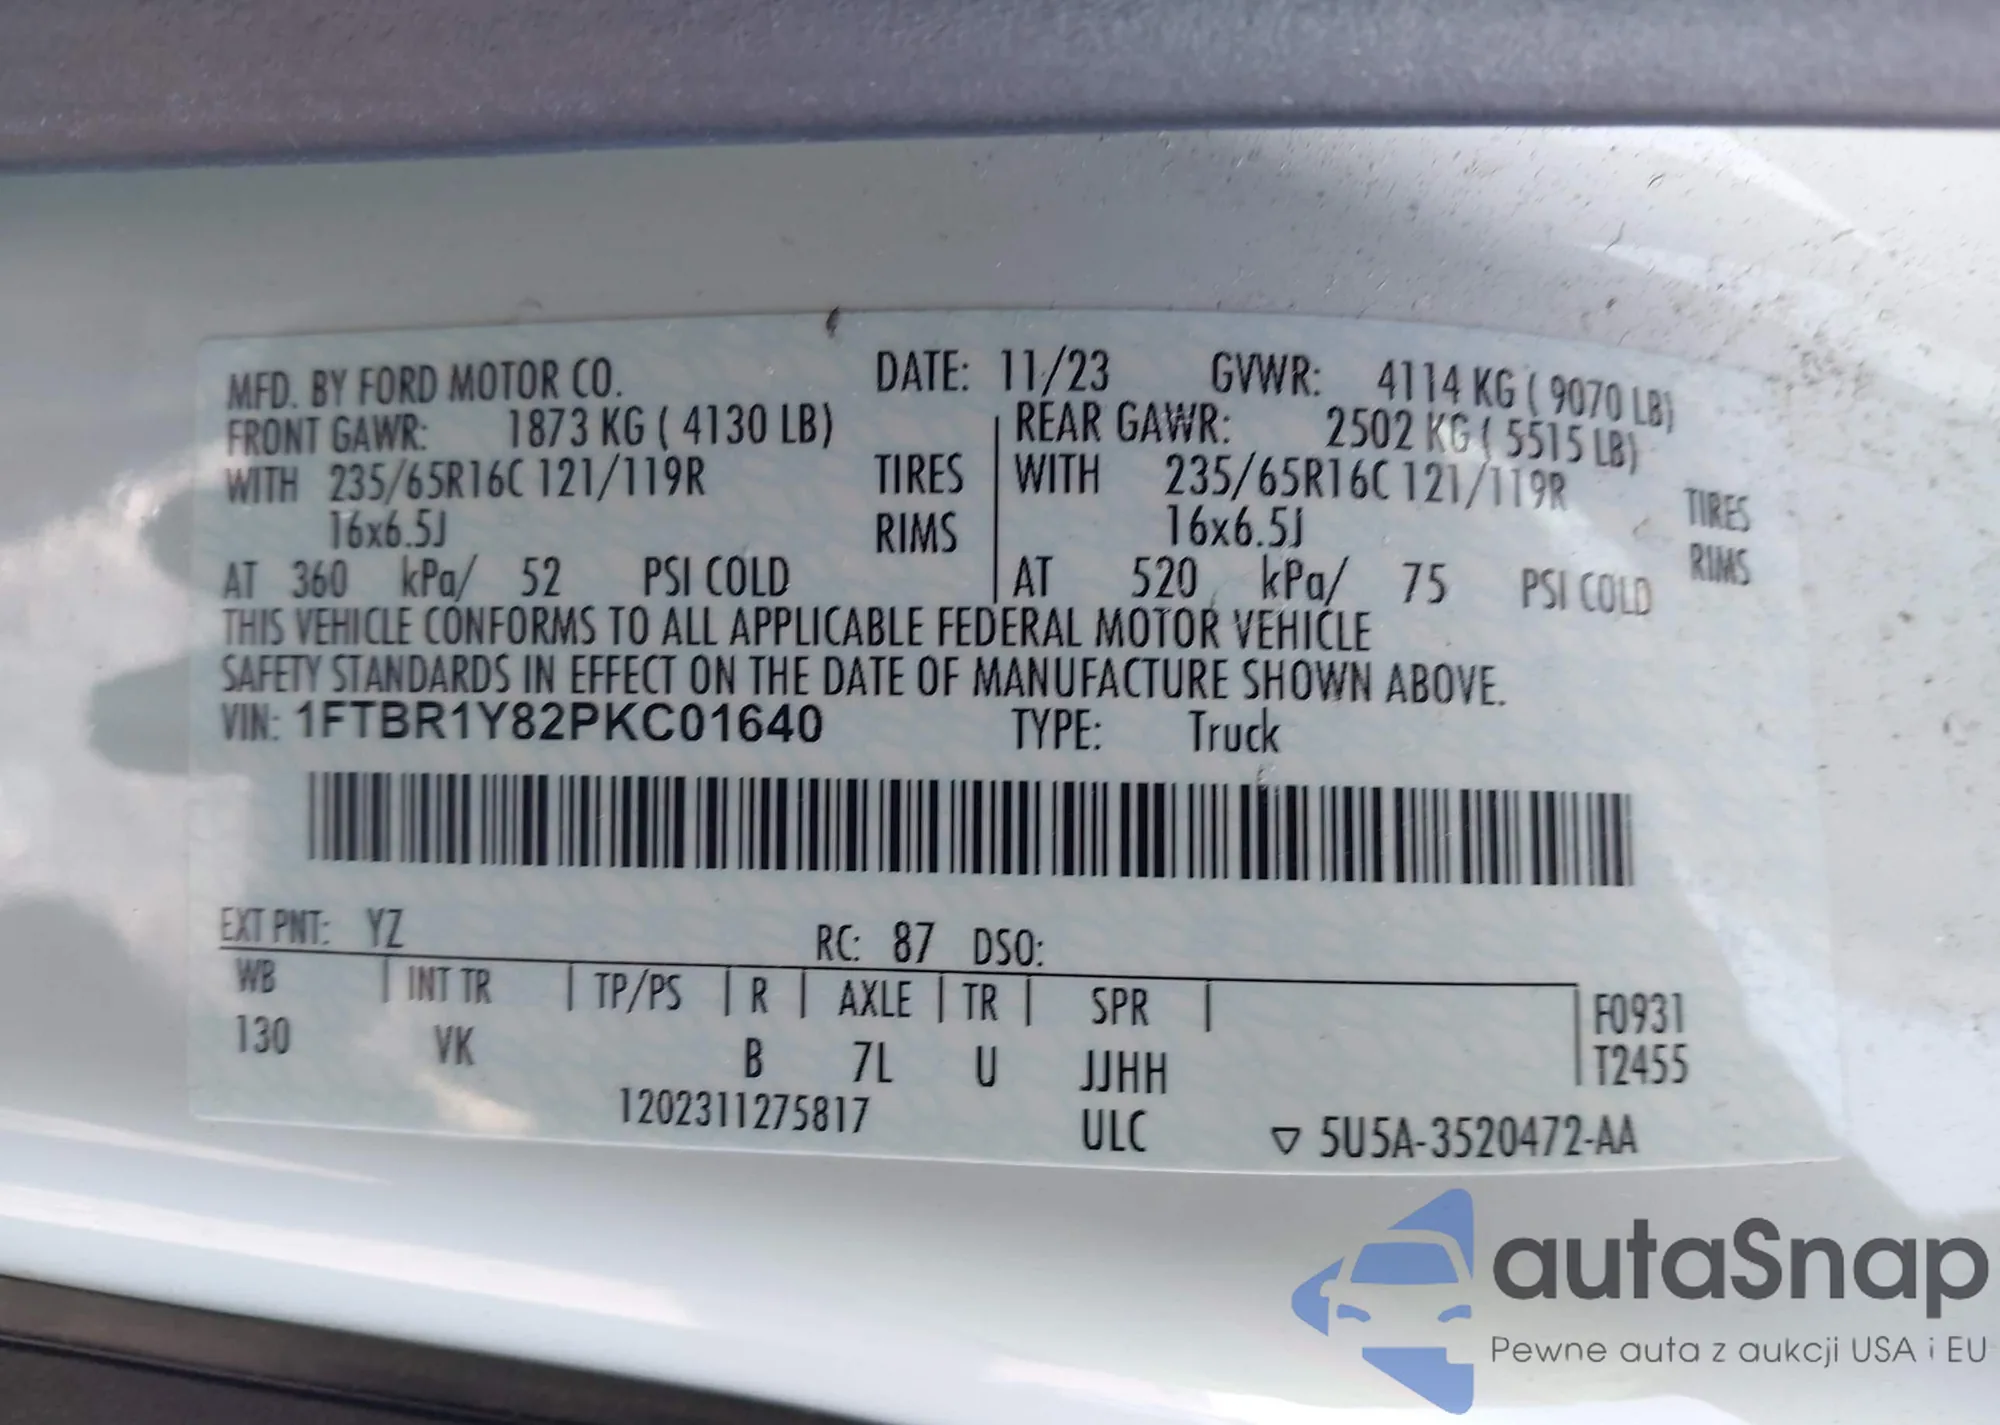 MFD. BY FORD MOTOR CO. DATE: 11/23 GVWR: 4114 KG ( 9070 LB)
FRONT GAWR: 1873 KG ( 4130 LB) REAR GAWR: 2502 KG ( 5515 LB)
WITH 235/65R16C 121/119R TIRES WITH 235/65R16C 121/119R TIRES
16x6.5J RIMS 16x6.5J RIMS
AT 360 kPa/ 52 PSI COLD AT 520 kPa/ 75 PSI COLD
THIS VEHICLE CONFORMS TO ALL APPLICABLE FEDERAL MOTOR VEHICLE
SAFETY STANDARDS IN EFFECT ON THE DATE OF MANUFACTURE SHOWN ABOVE.
VIN: 1FTBR1Y82PKC01640 TYPE: Truck
EXT PNT: YZ RC: 87 DSO:
WB INT TR TP/PS R AXLE TR SPR F0931
130 VK B 7L U JJHH T2455
1202311275817 ULC ▽ 5U5A-3520472-AA
autaSnap
Pewne auta z aukcji USA i EU